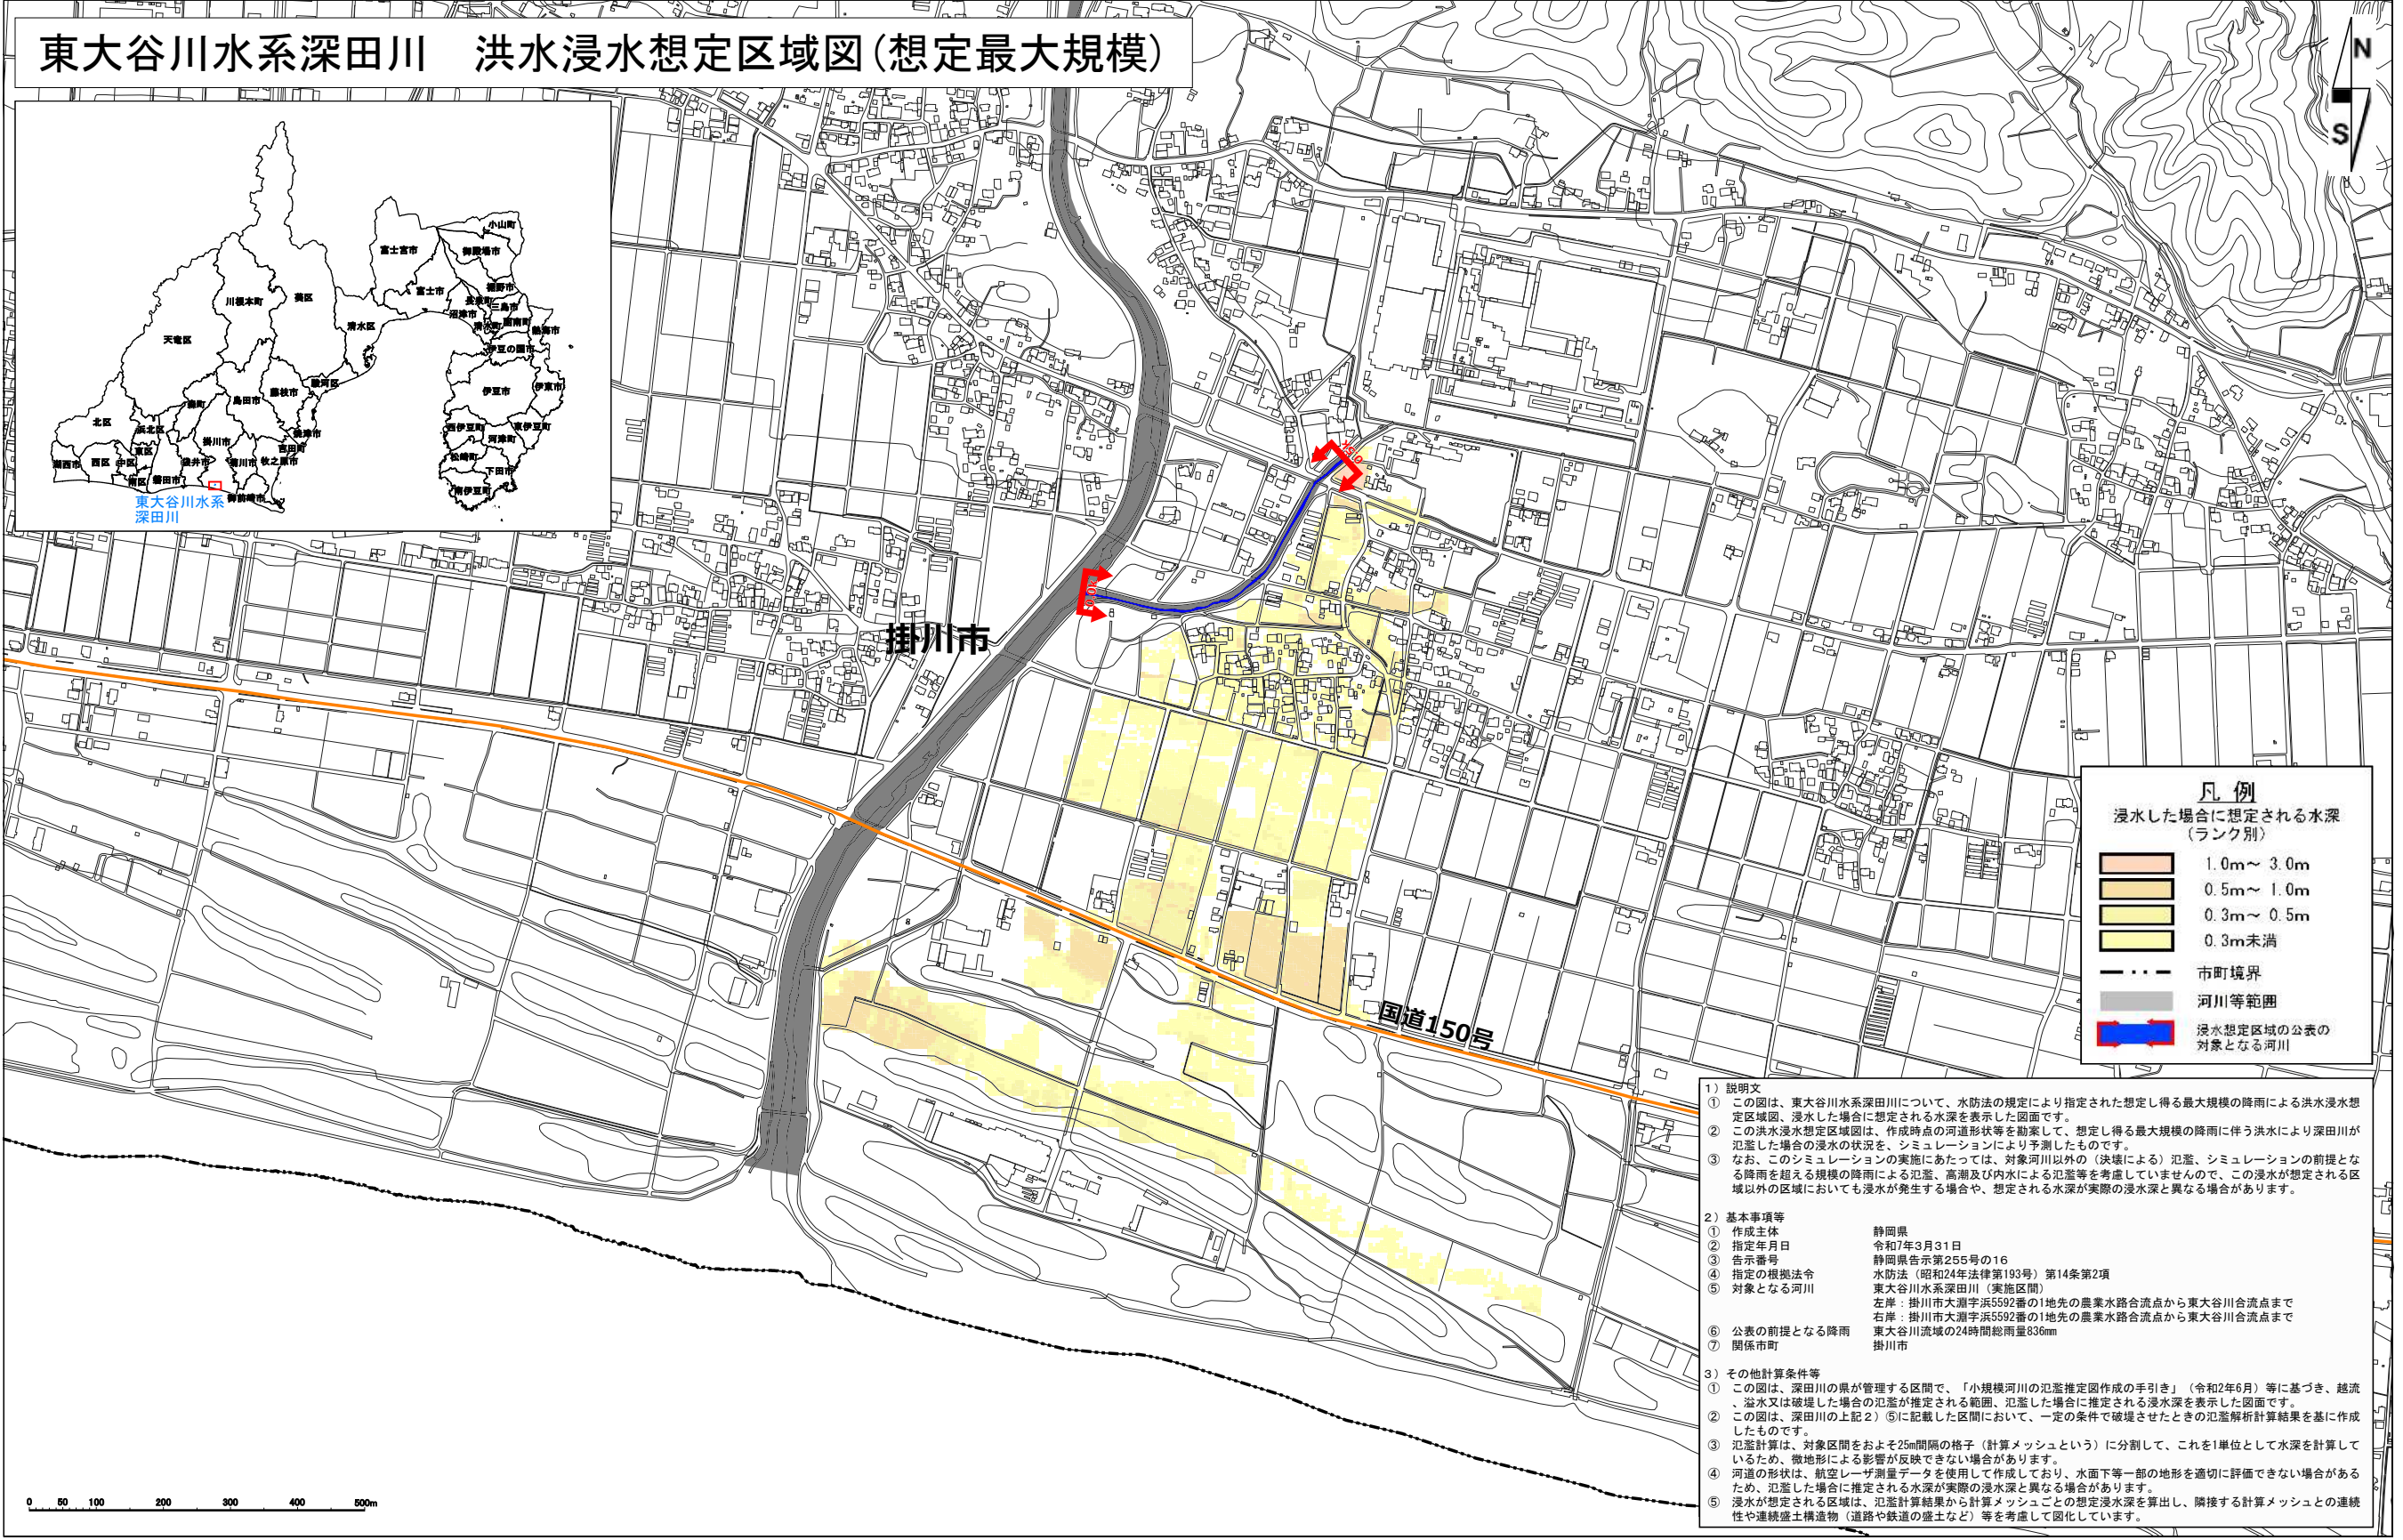 東大谷川水系深田川　洪水浸水想定区域図(想定最大規模)
N
S
小山町
富士宮市
御殿場市
裾野市
富士市
長泉町
三島市
沼津市
清水町
函南町
熱海市
川根本町
葵区
清水区
天竜区
伊豆の国市
伊豆市
伊東市
駿河区
藤枝市
島田市
森町
北区
浜北区
西伊豆町
東伊豆町
河津町
焼津市
掛川市
吉田町
松崎町
東区
湖西市
西区
中区
袋井市
菊川市
牧之原市
下田市
南区
磐田市
御前崎市
南伊豆町
東大谷川水系
深田川
掛川市
国道150号
凡 例
浸水した場合に想定される水深
(ランク別)
1.0m～ 3.0m
0.5m～ 1.0m
0.3m～ 0.5m
0.3m未満
市町境界
河川等範囲
浸水想定区域の公表の
対象となる河川
1）説明文
① この図は、東大谷川水系深田川について、水防法の規定により指定された想定し得る最大規模の降雨による洪水浸水想
定区域図、浸水した場合に想定される水深を表示した図面です。
② この洪水浸水想定区域図は、作成時点の河道形状等を勘案して、想定し得る最大規模の降雨に伴う洪水により深田川が
氾濫した場合の浸水の状況を、シミュレーションにより予測したものです。
③ なお、このシミュレーションの実施にあたっては、対象河川以外の（決壊による）氾濫、シミュレーションの前提とな
る降雨を超える規模の降雨による氾濫、高潮及び内水による氾濫等を考慮していませんので、この浸水が想定される区
域以外の区域においても浸水が発生する場合や、想定される水深が実際の浸水深と異なる場合があります。
2）基本事項等
① 作成主体 静岡県
② 指定年月日 令和7年3月31日
③ 告示番号 静岡県告示第255号の16
④ 指定の根拠法令 水防法（昭和24年法律第193号）第14条第2項
⑤ 対象となる河川 東大谷川水系深田川（実施区間）
左岸：掛川市大淵字浜5592番の1地先の農業水路合流点から東大谷川合流点まで
右岸：掛川市大淵字浜5592番の1地先の農業水路合流点から東大谷川合流点まで
⑥ 公表の前提となる降雨 東大谷川流域の24時間総雨量836mm
⑦ 関係市町 掛川市
3）その他計算条件等
① この図は、深田川の県が管理する区間で、「小規模河川の氾濫推定図作成の手引き」（令和2年6月）等に基づき、越流
、溢水又は破堤した場合の氾濫が推定される範囲、氾濫した場合に推定される浸水深を表示した図面です。
② この図は、深田川の上記2）⑤に記載した区間において、一定の条件で破堤させたときの氾濫解析計算結果を基に作成
したものです。
③ 氾濫計算は、対象区間をおよそ25m間隔の格子（計算メッシュという）に分割して、これを1単位として水深を計算して
いるため、微地形による影響が反映できない場合があります。
④ 河道の形状は、航空レーザ測量データを使用して作成しており、水面下等一部の地形を適切に評価できない場合がある
ため、氾濫した場合に推定される水深が実際の浸水深と異なる場合があります。
⑤ 浸水が想定される区域は、氾濫計算結果から計算メッシュごとの想定浸水深を算出し、隣接する計算メッシュとの連続
性や連続盛土構造物（道路や鉄道の盛土など）等を考慮して図化しています。
0 50 100 200 300 400 500m